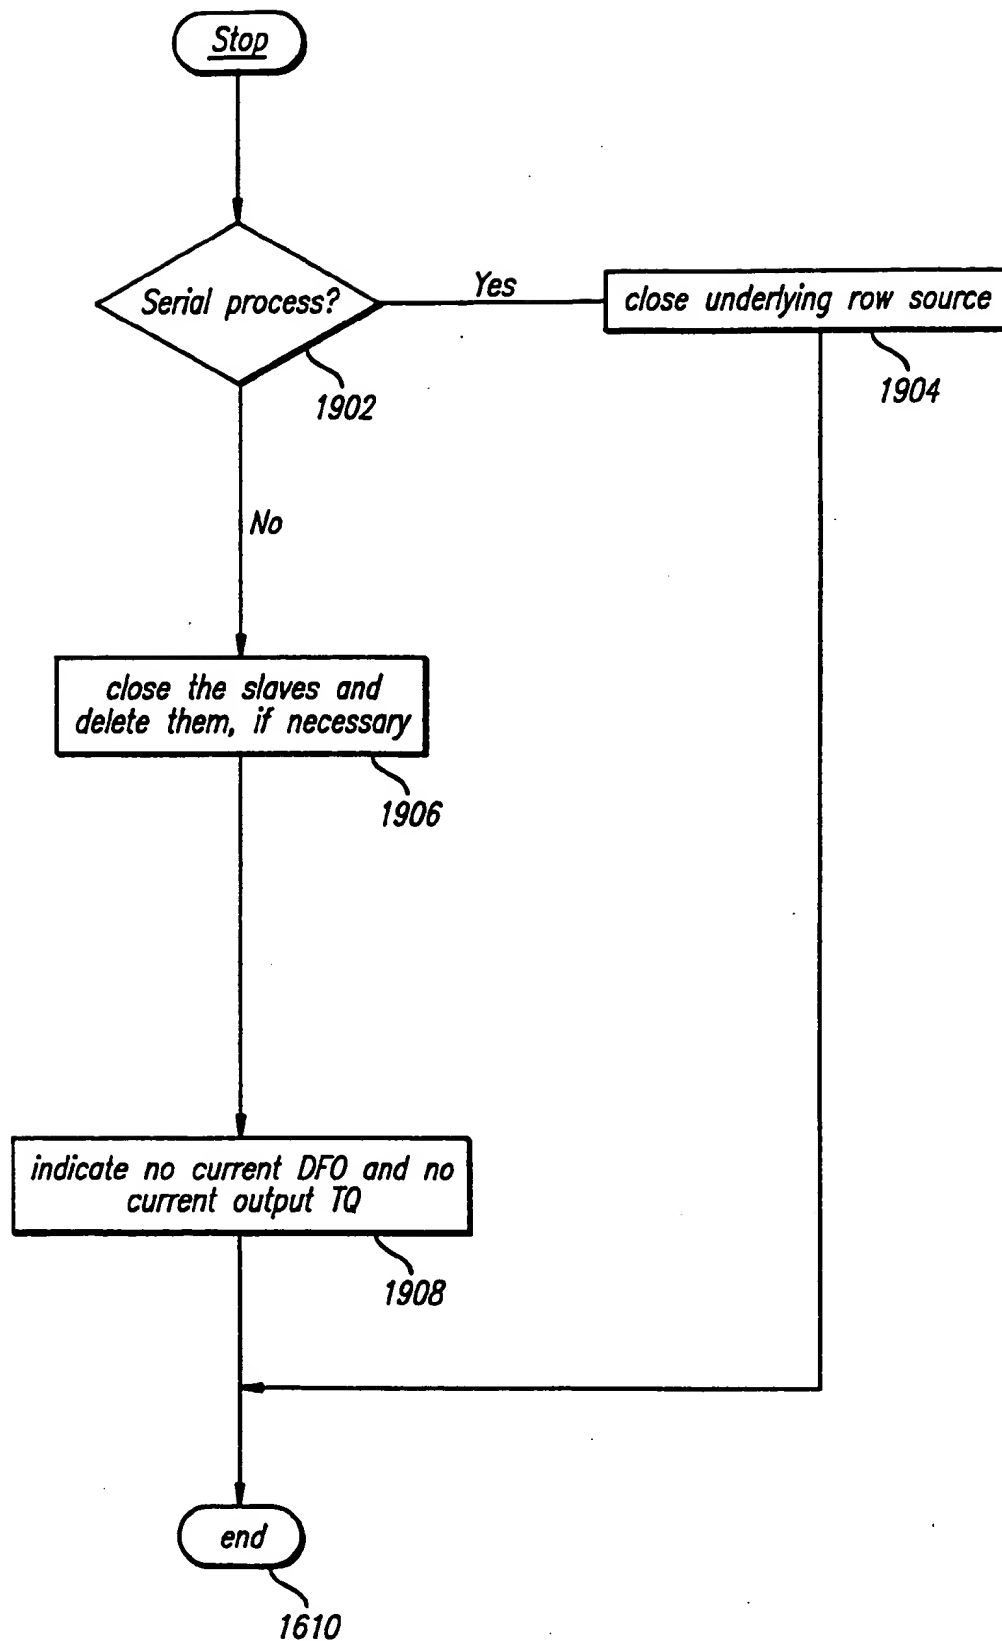 Stop
Serial process?
Yes
close underlying row source
1902
1904
No
close the slaves and
delete them, if necessary
1906
indicate no current DFO and no
current output TQ
1908
end
1610